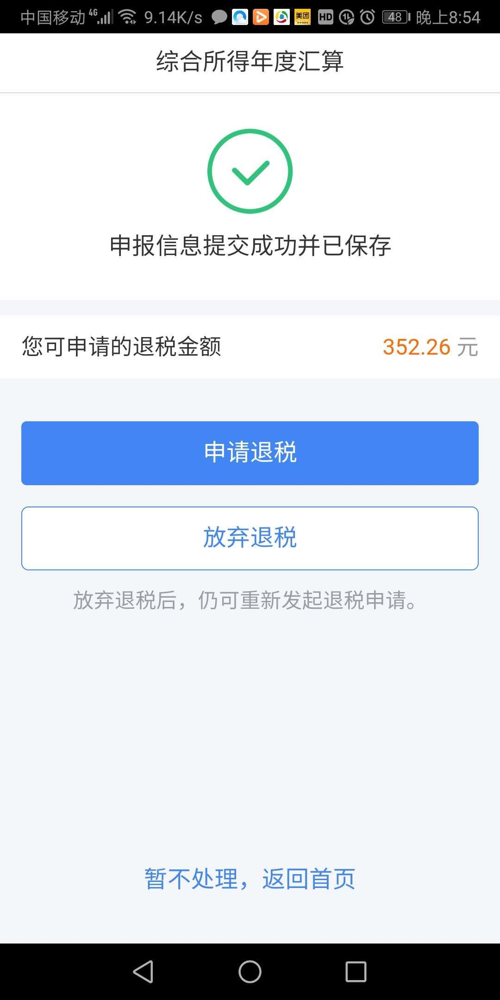 中国移动 4G 9.14K/s 美团 HD 48 晚上8:54
综合所得年度汇算
申报信息提交成功并已保存
您可申请的退税金额 352.26 元
申请退税
放弃退税
放弃退税后，仍可重新发起退税申请。
暂不处理，返回首页